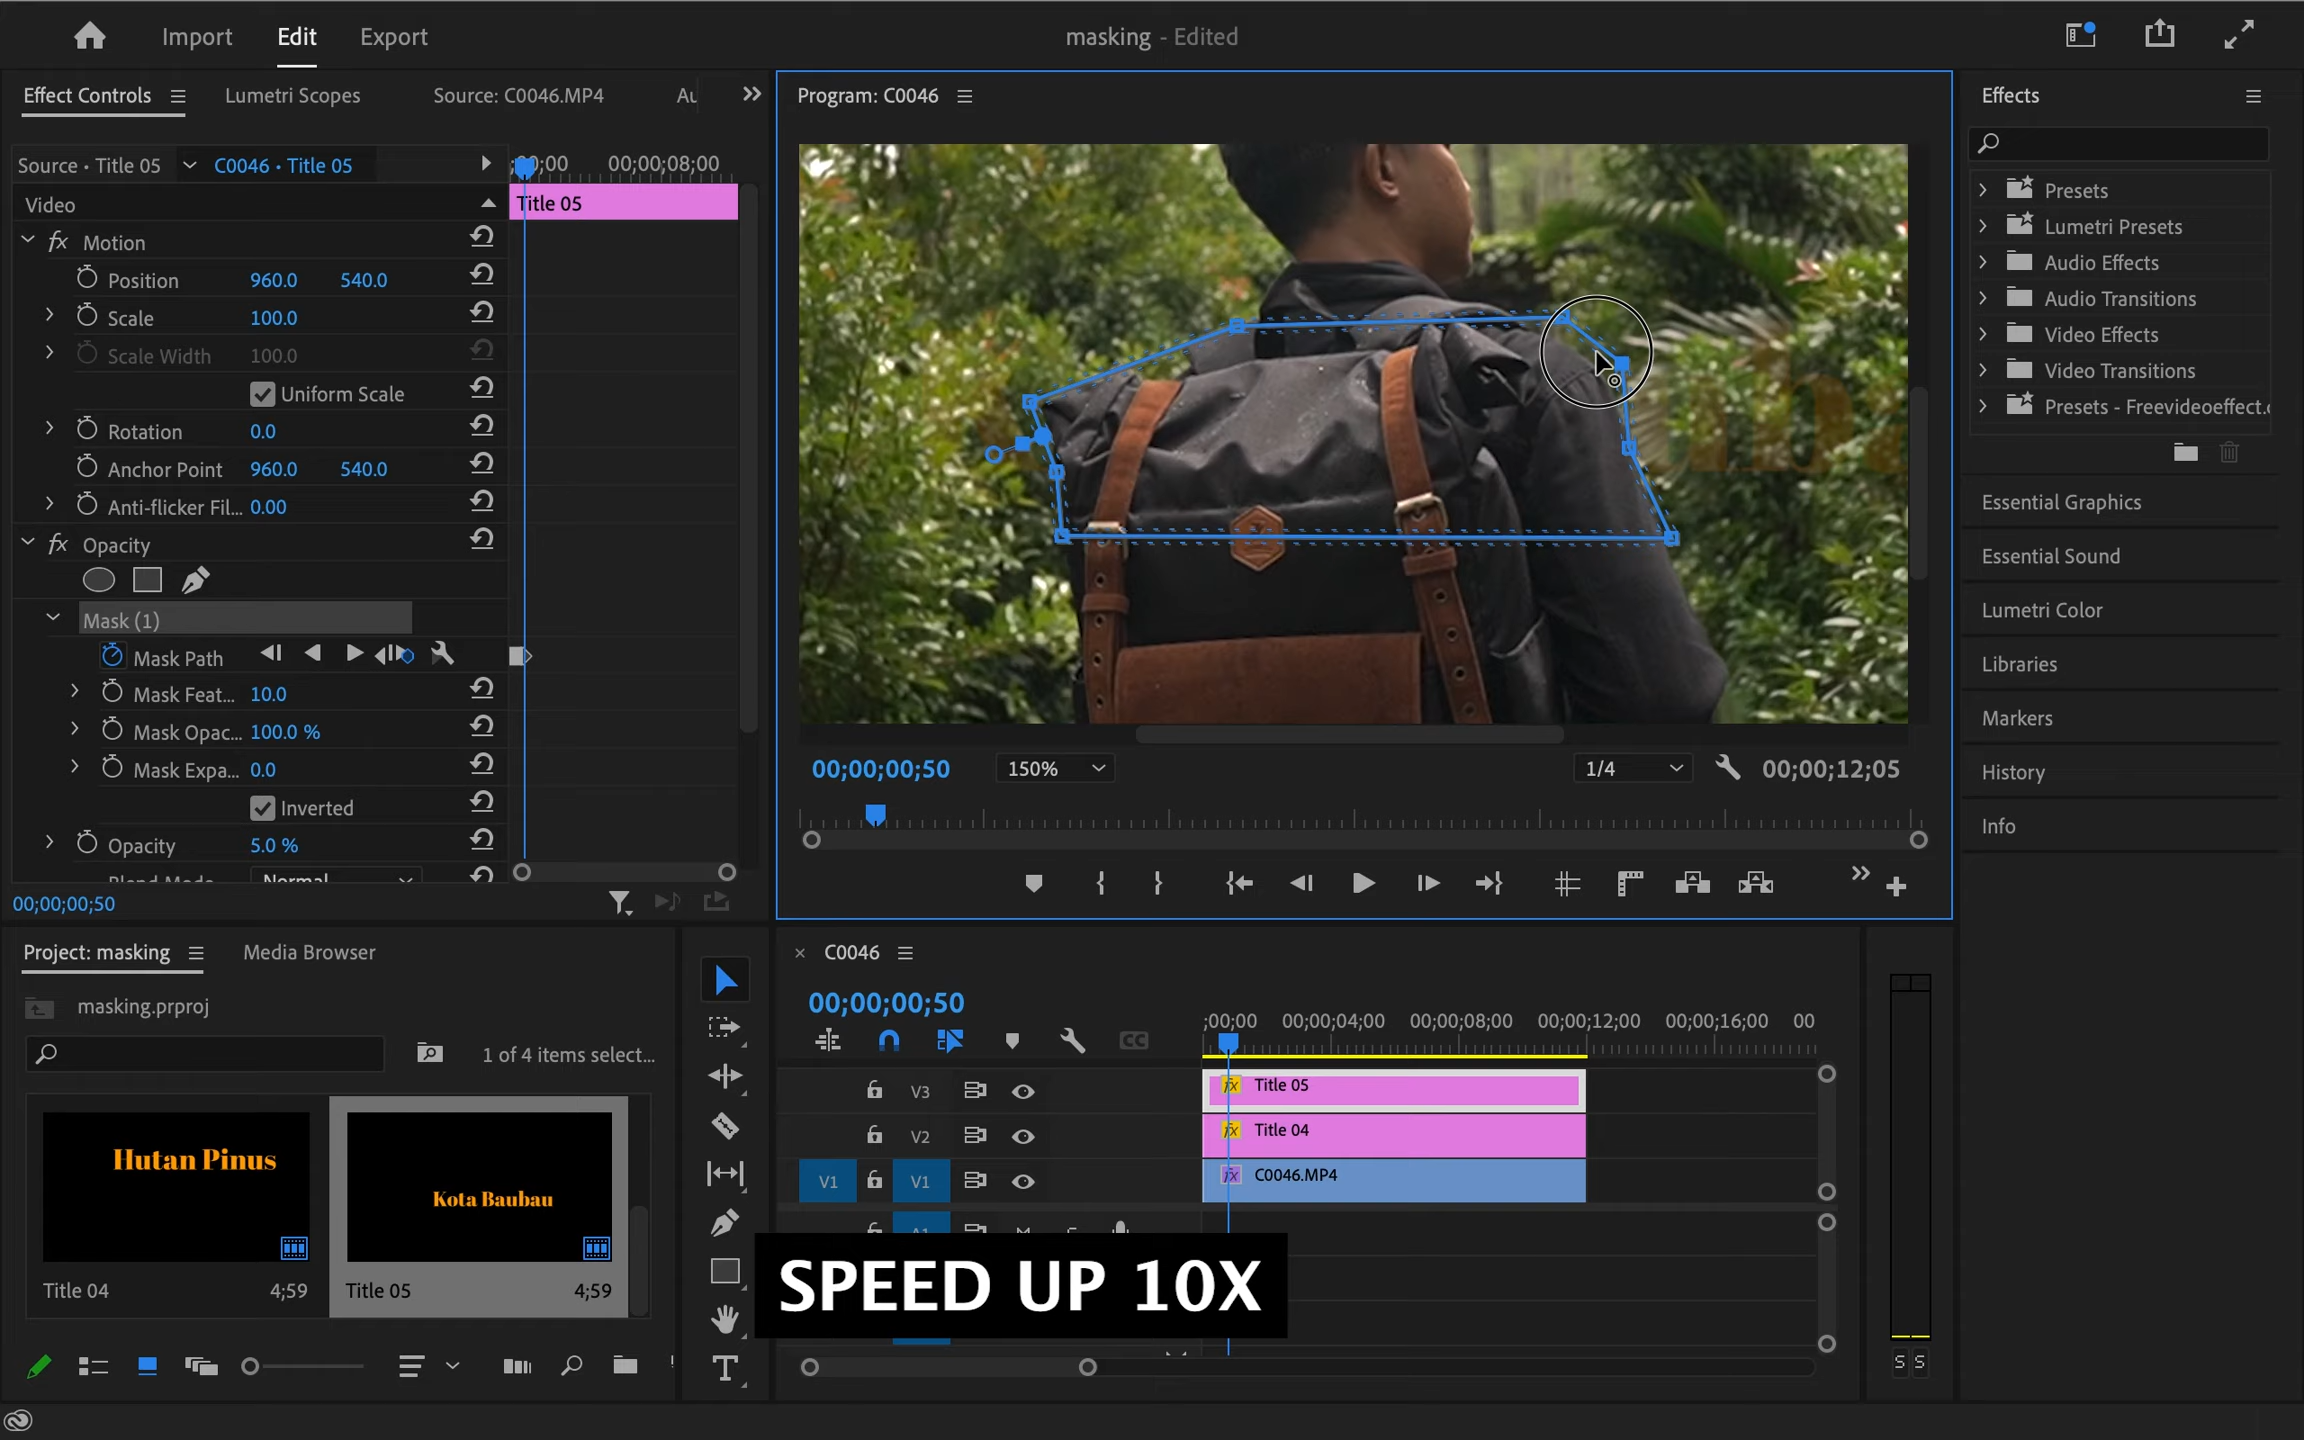 Import Edit Export
masking - Edited
Effect Controls Lumetri Scopes Source: C0046.MP4
Source • Title 05 C0046 • Title 05
;00;00 00;00;08;00
Video
Title 05
fx Motion
Position 960.0 540.0
Scale 100.0
Scale Width 100.0
Uniform Scale
Rotation 0.0
Anchor Point 960.0 540.0
Anti-flicker Fil... 0.00
fx Opacity
Mask (1)
Mask Path
Mask Feat... 10.0
Mask Opac... 100.0 %
Mask Expa... 0.0
Inverted
Opacity 5.0 %
Blend Mode Normal
00;00;00;50
Program: C0046
00;00;00;50 150% 1/4 00;00;12;05
Effects
Presets
Lumetri Presets
Audio Effects
Audio Transitions
Video Effects
Video Transitions
Presets - Freevideoeffect.
Essential Graphics
Essential Sound
Lumetri Color
Libraries
Markers
History
Info
Project: masking Media Browser
masking.prproj
1 of 4 items select...
Hutan Pinus
Title 04 4;59
Kota Baubau
Title 05 4;59
C0046
00;00;00;50
;00;00 00;00;04;00 00;00;08;00 00;00;12;00 00;00;16;00 00
CC
V3 fx Title 05
V2 fx Title 04
V1 V1 fx C0046.MP4
SPEED UP 10X
S S